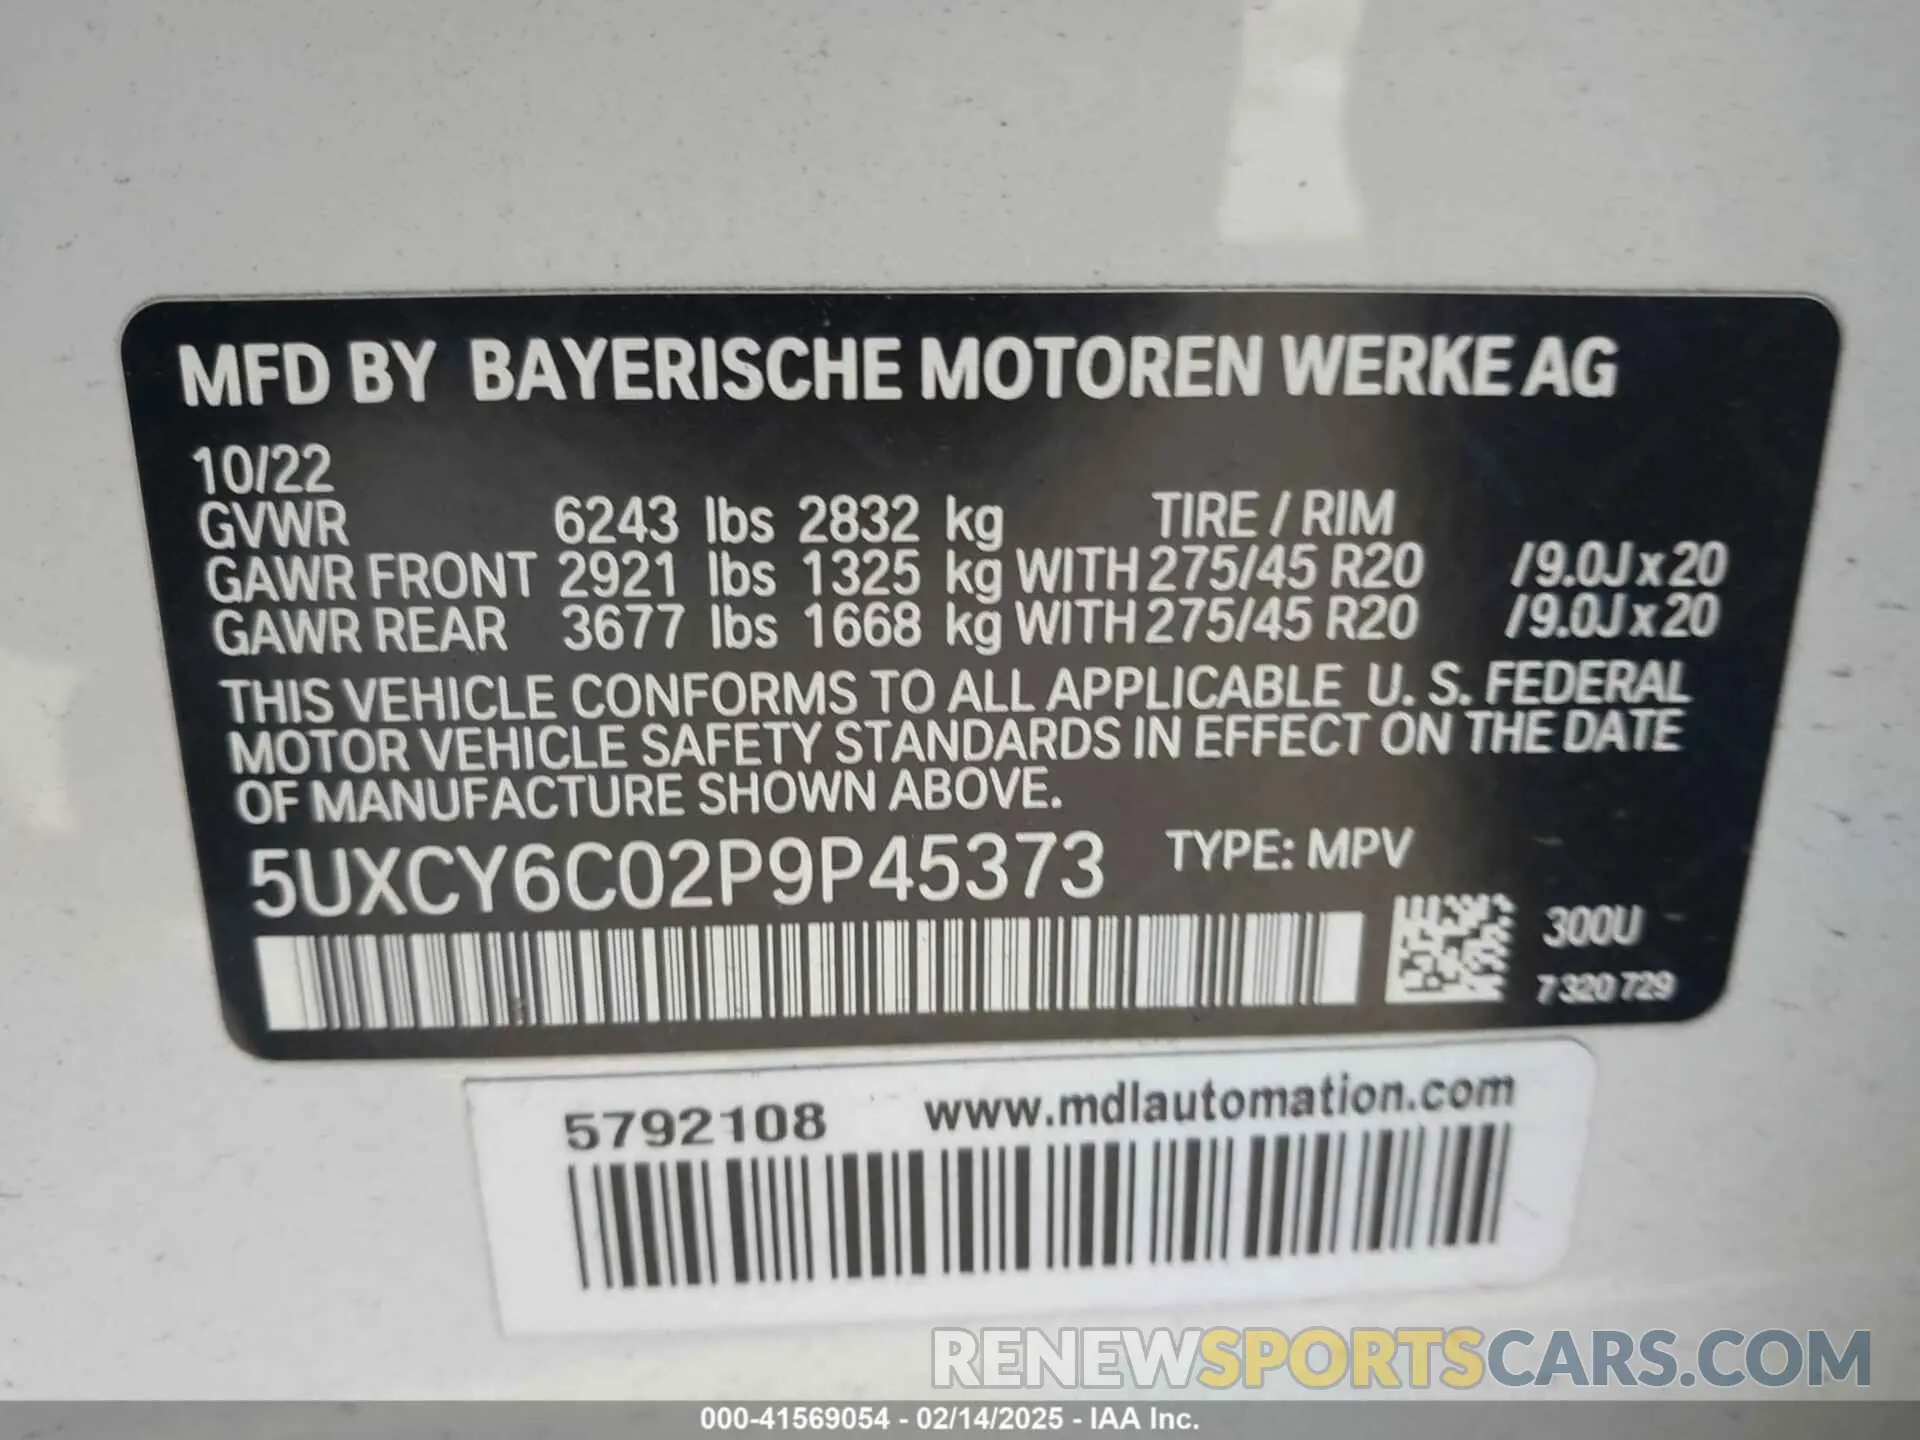 MFD BY BAYERISCHE MOTOREN WERKE AG
10/22
GVWR 6243 lbs 2832 kg TIRE / RIM
GAWR FRONT 2921 lbs 1325 kg WITH 275/45 R20 /9.0J x 20
GAWR REAR 3677 lbs 1668 kg WITH 275/45 R20 /9.0J x 20
THIS VEHICLE CONFORMS TO ALL APPLICABLE U. S. FEDERAL
MOTOR VEHICLE SAFETY STANDARDS IN EFFECT ON THE DATE
OF MANUFACTURE SHOWN ABOVE.
5UXCY6C02P9P45373 TYPE: MPV
300U
7 320 729
5792108 www.mdlautomation.com
RENEWSPORTSCARS.COM
000-41569054 - 02/14/2025 - IAA Inc.